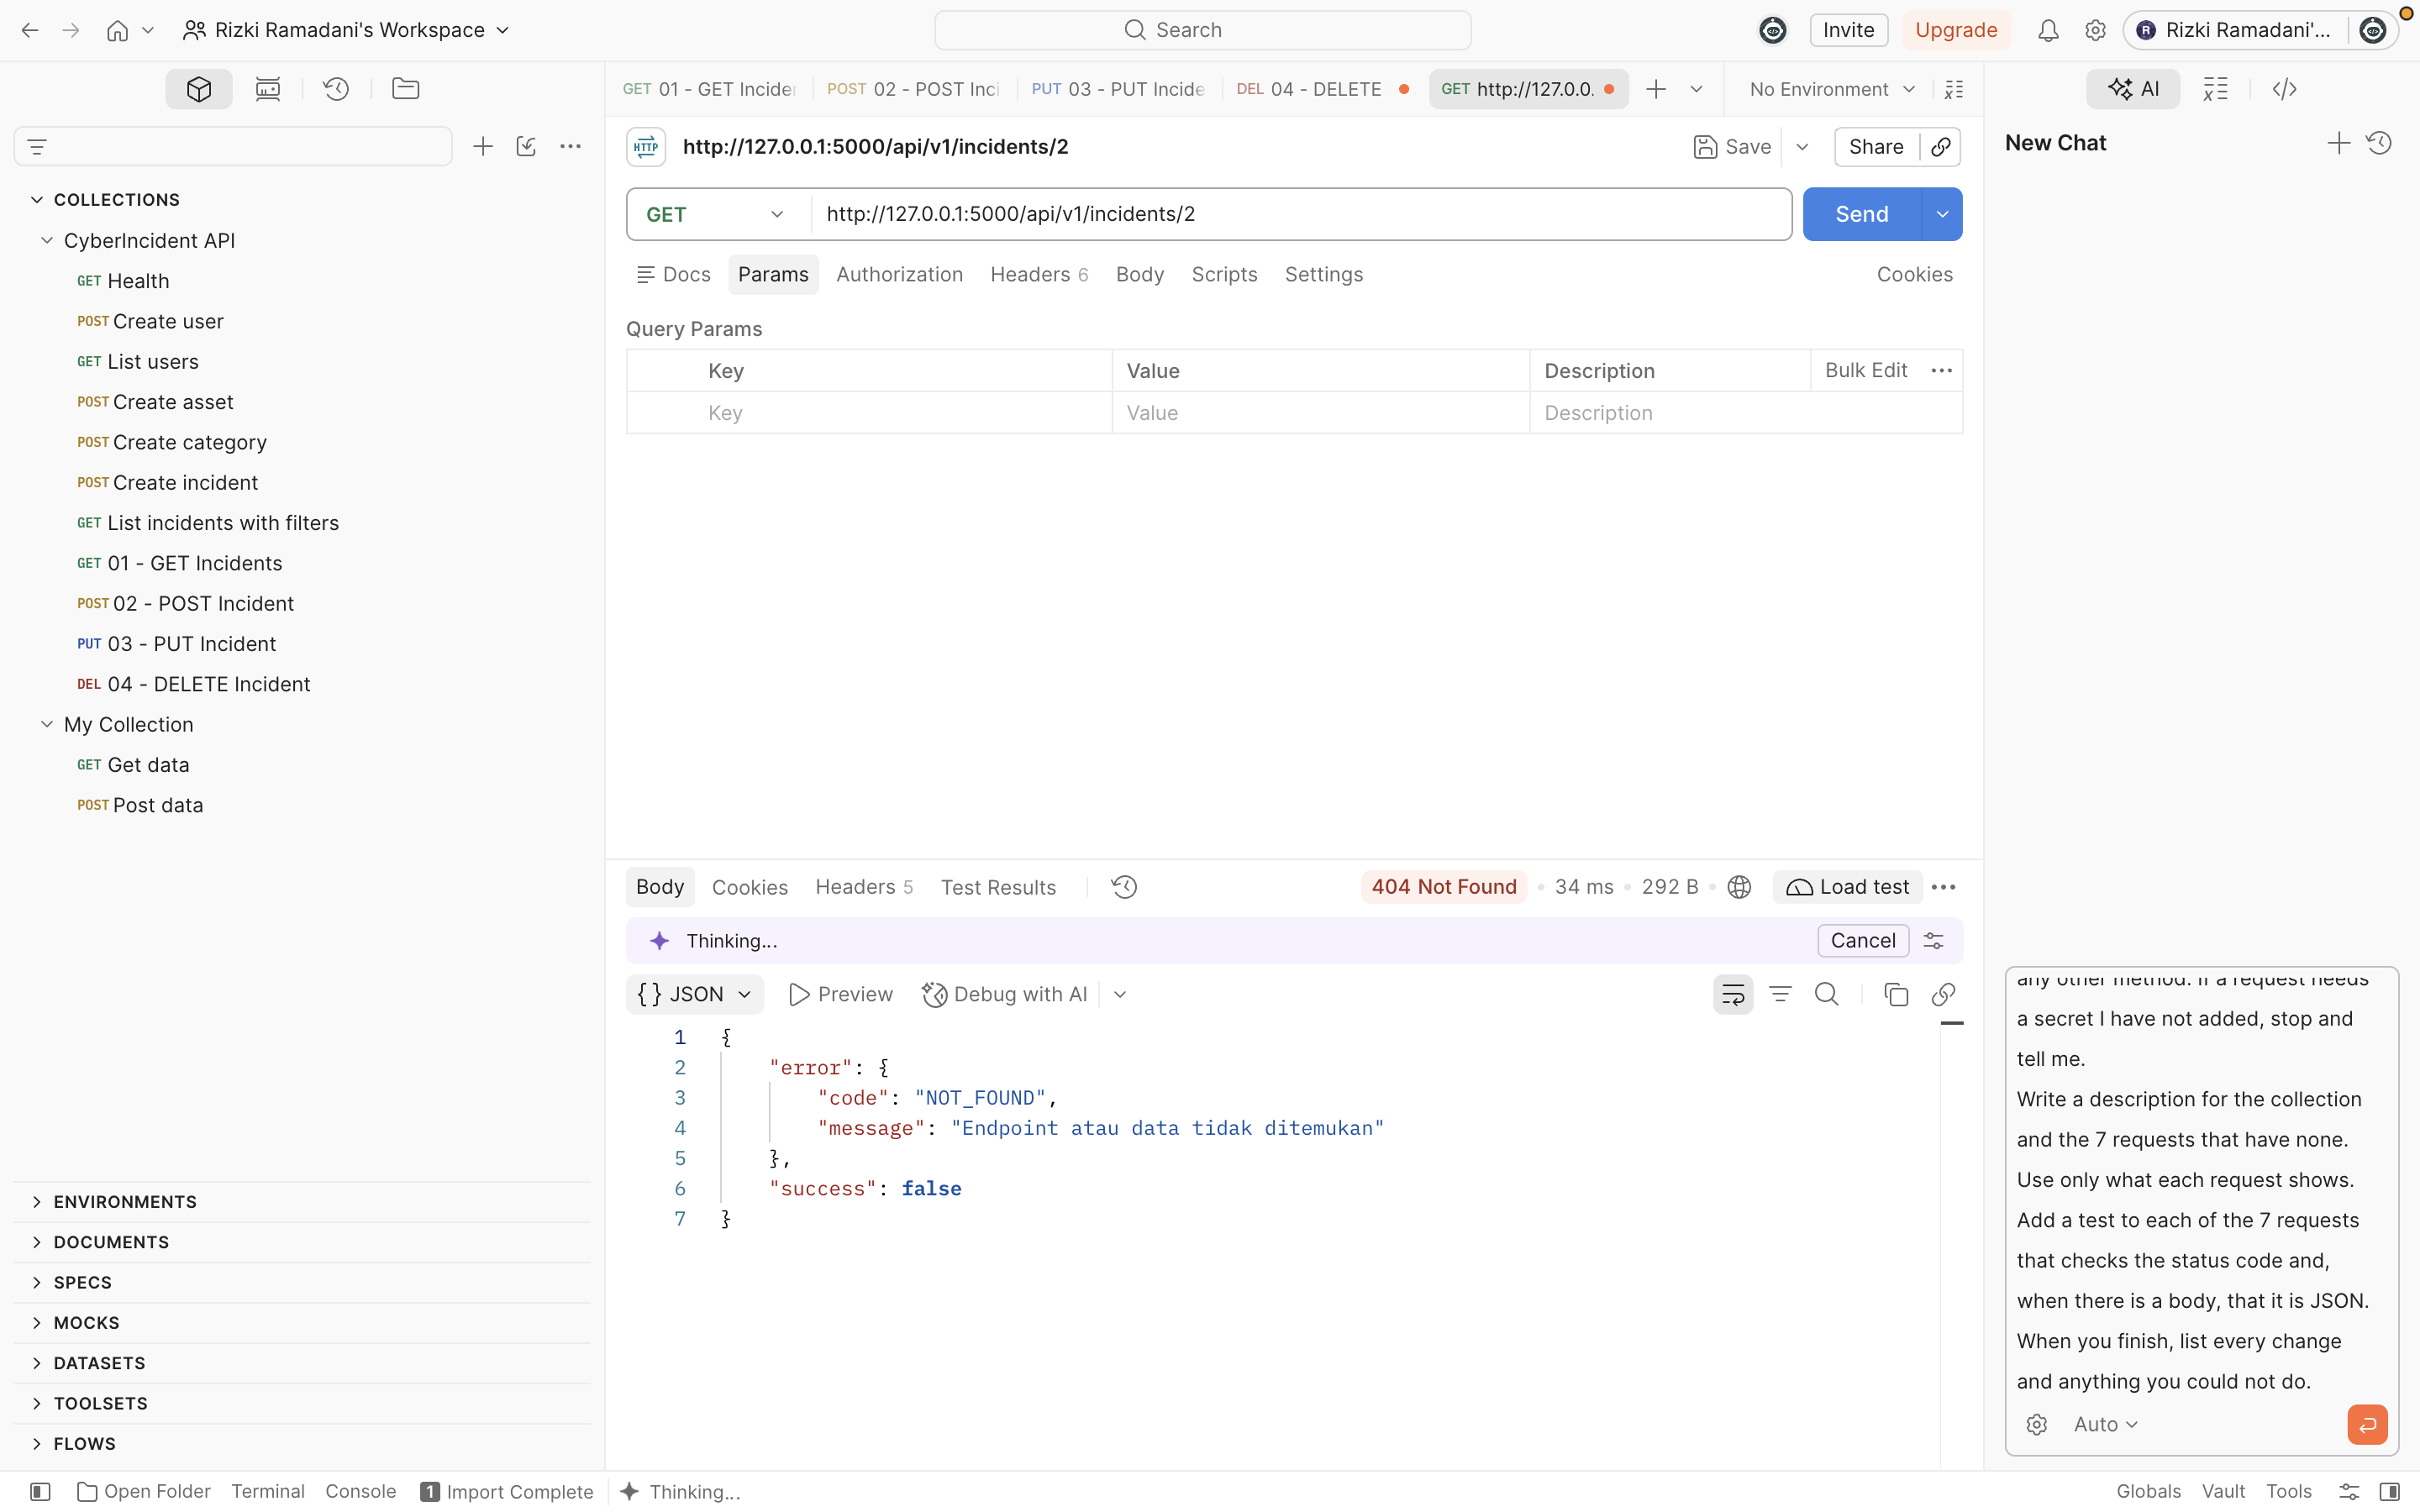 Rizki Ramadani's Workspace
Search
Invite
Upgrade
R Rizki Ramadani'...
GET 01 - GET Incide
POST 02 - POST Inci
PUT 03 - PUT Incide
DEL 04 - DELETE
GET http://127.0.0.
No Environment
AI
COLLECTIONS
CyberIncident API
GET Health
POST Create user
GET List users
POST Create asset
POST Create category
POST Create incident
GET List incidents with filters
GET 01 - GET Incidents
POST 02 - POST Incident
PUT 03 - PUT Incident
DEL 04 - DELETE Incident
My Collection
GET Get data
POST Post data
ENVIRONMENTS
DOCUMENTS
SPECS
MOCKS
DATASETS
TOOLSETS
FLOWS
HTTP http://127.0.0.1:5000/api/v1/incidents/2
Save
Share
GET http://127.0.0.1:5000/api/v1/incidents/2
Send
Docs Params Authorization Headers 6 Body Scripts Settings
Cookies
Query Params
Key Value Description Bulk Edit
Key Value Description
Body Cookies Headers 5 Test Results
404 Not Found 34 ms 292 B Load test
Thinking...
Cancel
{} JSON Preview Debug with AI
1 {
2 "error": {
3 "code": "NOT_FOUND",
4 "message": "Endpoint atau data tidak ditemukan"
5 },
6 "success": false
7 }
New Chat
any other method. If a request needs
a secret I have not added, stop and
tell me.
Write a description for the collection
and the 7 requests that have none.
Use only what each request shows.
Add a test to each of the 7 requests
that checks the status code and,
when there is a body, that it is JSON.
When you finish, list every change
and anything you could not do.
Auto
Open Folder Terminal Console 1 Import Complete Thinking...
Globals Vault Tools